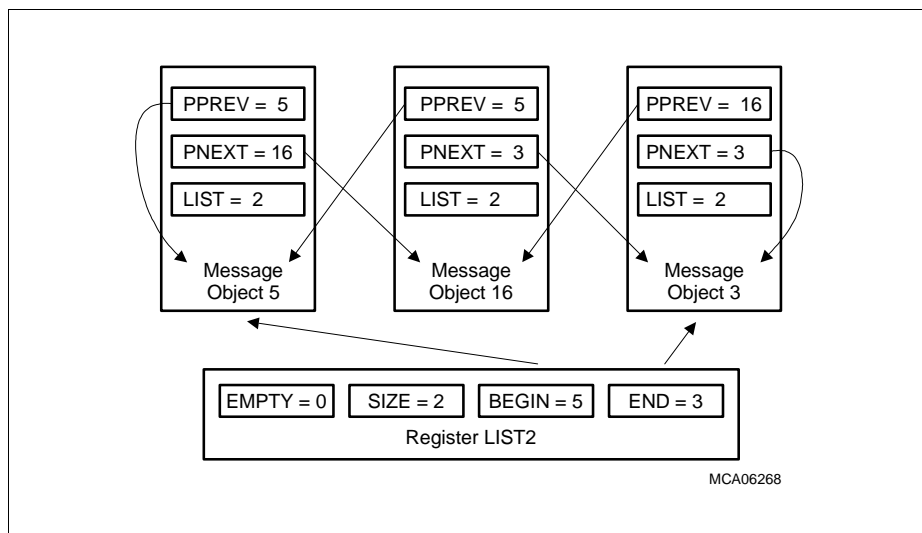 PPREV = 5
PNEXT = 16
LIST = 2
Message
Object 5
PPREV = 5
PNEXT = 3
LIST = 2
Message
Object 16
PPREV = 16
PNEXT = 3
LIST = 2
Message
Object 3
EMPTY = 0
SIZE = 2
BEGIN = 5
END = 3
Register LIST2
MCA06268